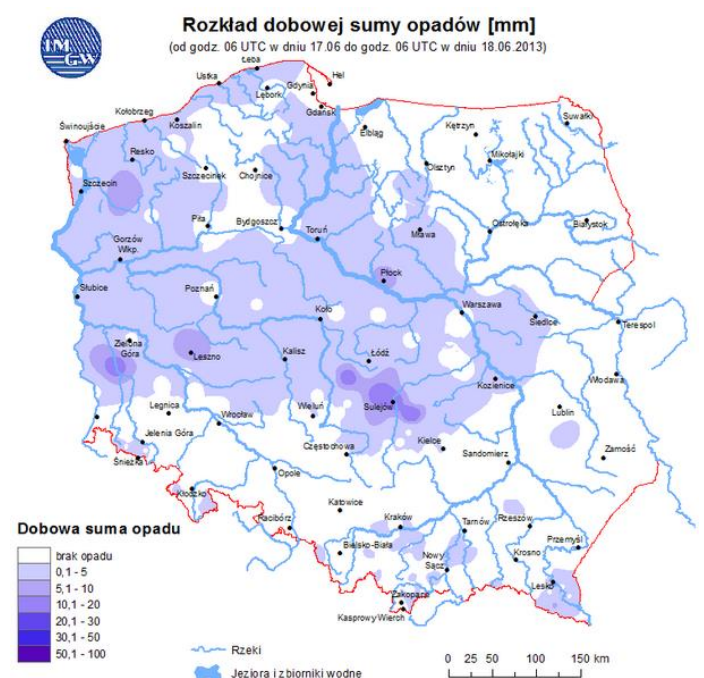 Rozkład dobowej sumy opadów [mm]
(od godz. 06 UTC w dniu 17.06 do godz. 06 UTC w dniu 18.06.2013)
IM
GW
Łeba
Ustka
Hel
Gdynia
Lębork
Gdańsk
Kołobrzeg
Koszalin
Suwałki
Świnoujście
Elbląg
Kętrzyn
Resko
Mikołajki
Olsztyn
Szczecinek
Chojnice
Szczecin
Piła
Bydgoszcz
Toruń
Mława
Ostrołęka
Białystok
Gorzów
Wlkp.
Płock
Słubice
Poznań
Koło
Warszawa
Siedlce
Terespol
Zielona
Góra
Leszno
Kalisz
Łódź
Kozienice
Włodawa
Sulejów
Legnica
Wrocław
Wieluń
Lublin
Jelenia Góra
Kielce
Śnieżka
Częstochowa
Sandomierz
Zamość
Opole
Kłodzko
Katowice
Kraków
Rzeszów
Racibórz
Tarnów
Przemyśl
Bielsko-Biała
Nowy
Sącz
Krosno
Lesko
Zakopane
Kasprowy Wierch
Dobowa suma opadu
brak opadu
0,1 - 5
5,1 - 10
10,1 - 20
20,1 - 30
30,1 - 50
50,1 - 100
Rzeki
Jeziora i zbiorniki wodne
0 25 50 100 150 km